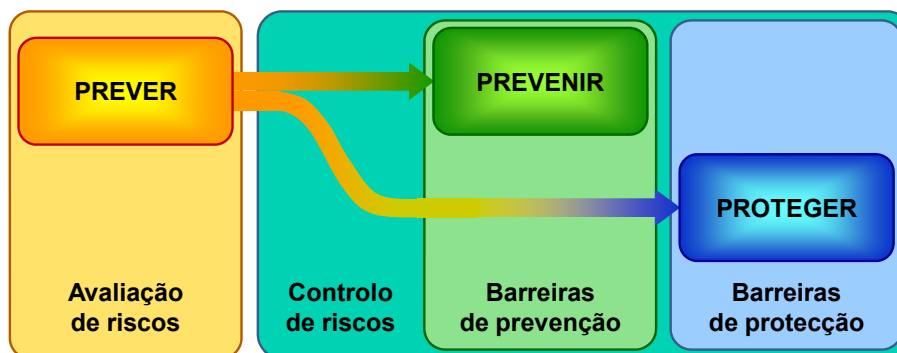 PREVER
PREVENIR
PROTEGER
Avaliação
de riscos
Controlo
de riscos
Barreiras
de prevenção
Barreiras
de protecção